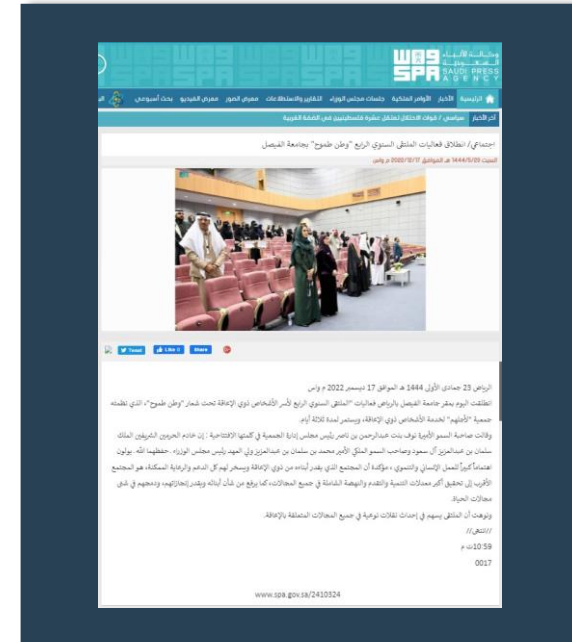 وكالة الأنباء السعودية
واس
SPA
SAUDI PRESS AGENCY
الرئيسية الأخبار الأوامر الملكية جلسات مجلس الوزراء التقارير والاستطلاعات معرض الصور معرض الفيديو بحث أسبوعي
آخر الأخبار سياسي / قوات الاحتلال تعتقل عشرة فلسطينيين في الضفة الغربية
اجتماعي/ انطلاق فعاليات الملتقى السنوي الرابع "وطن طموح" بجامعة الفيصل
السبت 1444/5/23 هـ الموافق 2022/12/17 م واس
Tweet Like 0 Share
الرياض 23 جمادى الأولى 1444 هـ الموافق 17 ديسمبر 2022 م واس
انطلقت اليوم بمقر جامعة الفيصل بالرياض فعاليات "الملتقى السنوي الرابع لأسر الأشخاص ذوي الإعاقة تحت شعار "وطن طموح"، الذي نظمته
جمعية "لأجلهم" لخدمة الأشخاص ذوي الإعاقة، ويستمر لمدة ثلاثة أيام.
وقالت صاحبة السمو الأميرة نوف بنت عبدالرحمن بن ناصر رئيس مجلس إدارة الجمعية في كلمتها الافتتاحية : إن خادم الحرمين الشريفين الملك
سلمان بن عبدالعزيز آل سعود وصاحب السمو الملكي الأمير محمد بن سلمان بن عبدالعزيز ولي العهد رئيس مجلس الوزراء، حفظهما الله، يولون
اهتماماً كبيراً للعمل الإنساني والتنموي ، مؤكدة أن المجتمع الذي يقدر أبناءه من ذوي الإعاقة ويسخر لهم كل الدعم والرعاية الممكنة، هو المجتمع
الأقرب إلى تحقيق أكبر معدلات التنمية والتقدم والنهضة الشاملة في جميع المجالات، كما يرفع من شأن أبنائه ويقدر إنجازاتهم، ودمجهم في شتى
مجالات الحياة.
ونوهت أن الملتقى يسهم في إحداث نقلات نوعية في جميع المجالات المتعلقة بالإعاقة.
//انتهى//
10:59ت م
0017
www.spa.gov.sa/2410324